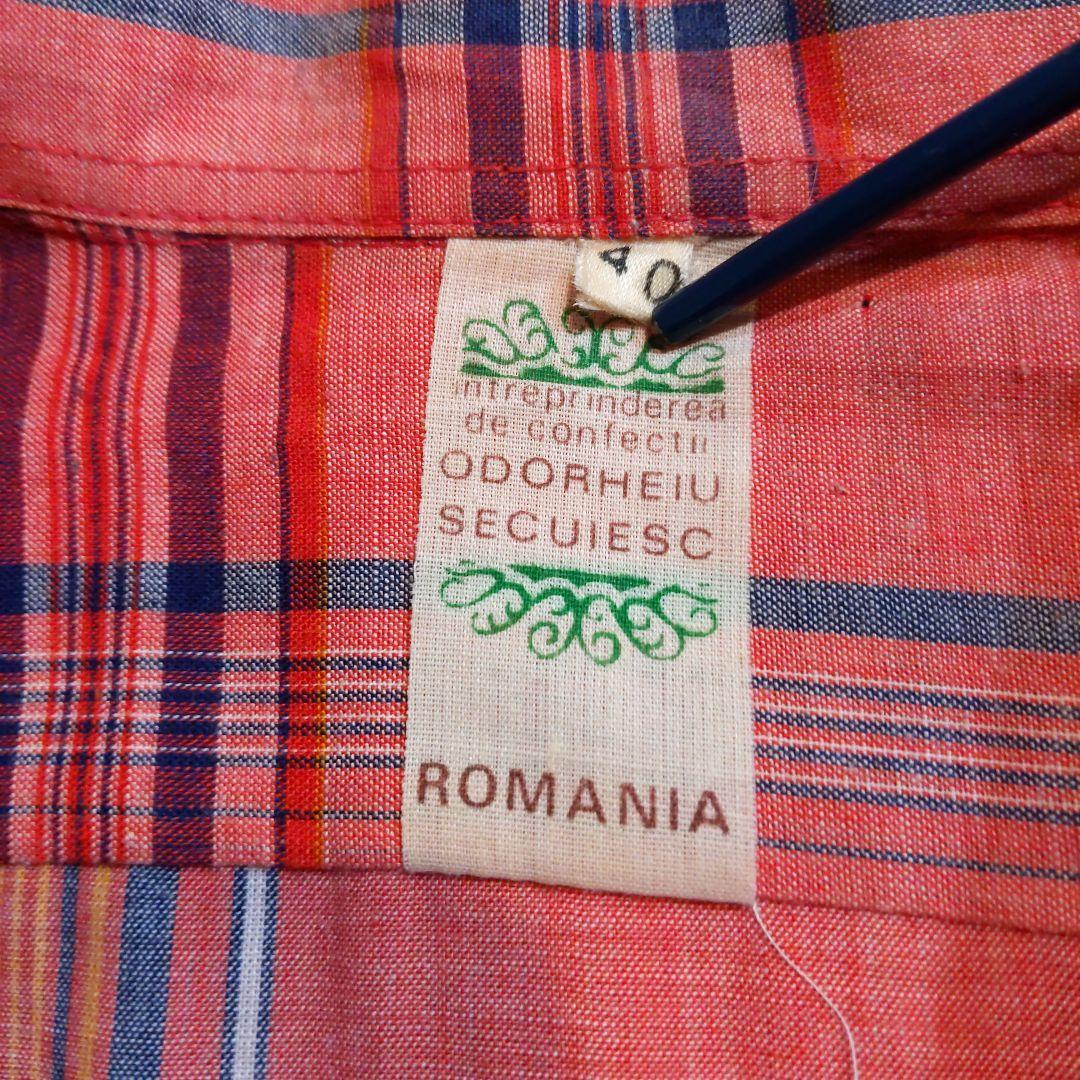 40
intreprinderea
de confectii
ODORHEIU
SECUIESC
ROMANIA